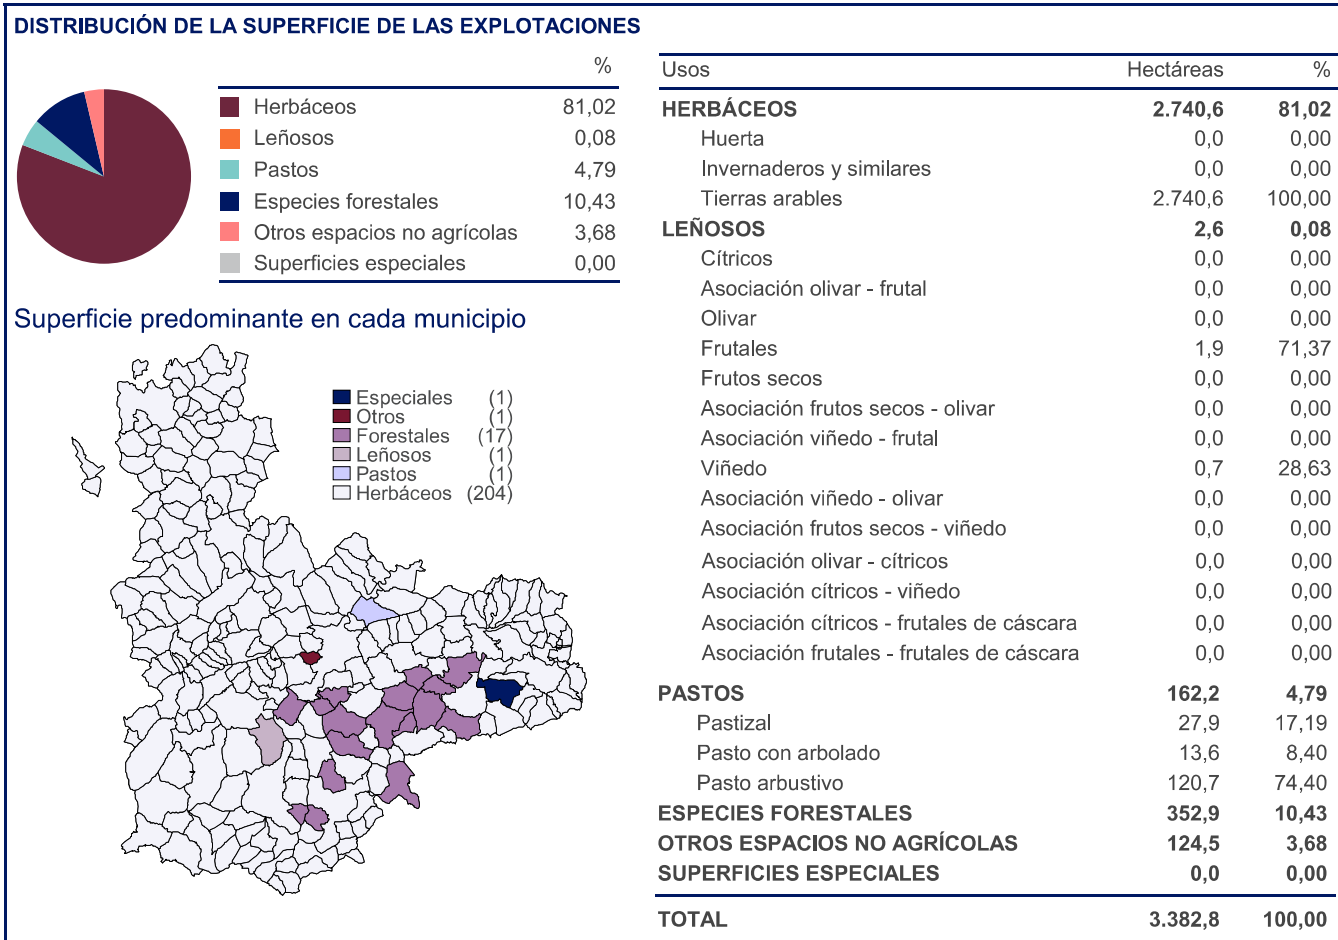 DISTRIBUCIÓN DE LA SUPERFICIE DE LAS EXPLOTACIONES
%
Herbáceos 81,02
Leñosos 0,08
Pastos 4,79
Especies forestales 10,43
Otros espacios no agrícolas 3,68
Superficies especiales 0,00
Superficie predominante en cada municipio
Especiales (1)
Otros (1)
Forestales (17)
Leñosos (1)
Pastos (1)
Herbáceos (204)
Usos Hectáreas %
HERBÁCEOS 2.740,6 81,02
Huerta 0,0 0,00
Invernaderos y similares 0,0 0,00
Tierras arables 2.740,6 100,00
LEÑOSOS 2,6 0,08
Cítricos 0,0 0,00
Asociación olivar - frutal 0,0 0,00
Olivar 0,0 0,00
Frutales 1,9 71,37
Frutos secos 0,0 0,00
Asociación frutos secos - olivar 0,0 0,00
Asociación viñedo - frutal 0,0 0,00
Viñedo 0,7 28,63
Asociación viñedo - olivar 0,0 0,00
Asociación frutos secos - viñedo 0,0 0,00
Asociación olivar - cítricos 0,0 0,00
Asociación cítricos - viñedo 0,0 0,00
Asociación cítricos - frutales de cáscara 0,0 0,00
Asociación frutales - frutales de cáscara 0,0 0,00
PASTOS 162,2 4,79
Pastizal 27,9 17,19
Pasto con arbolado 13,6 8,40
Pasto arbustivo 120,7 74,40
ESPECIES FORESTALES 352,9 10,43
OTROS ESPACIOS NO AGRÍCOLAS 124,5 3,68
SUPERFICIES ESPECIALES 0,0 0,00
TOTAL 3.382,8 100,00